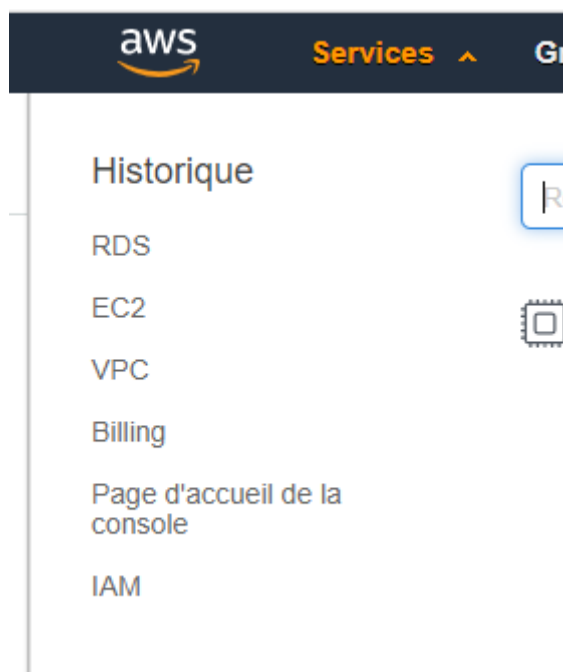 aws
Services
Historique
RDS
EC2
VPC
Billing
Page d'accueil de la
console
IAM